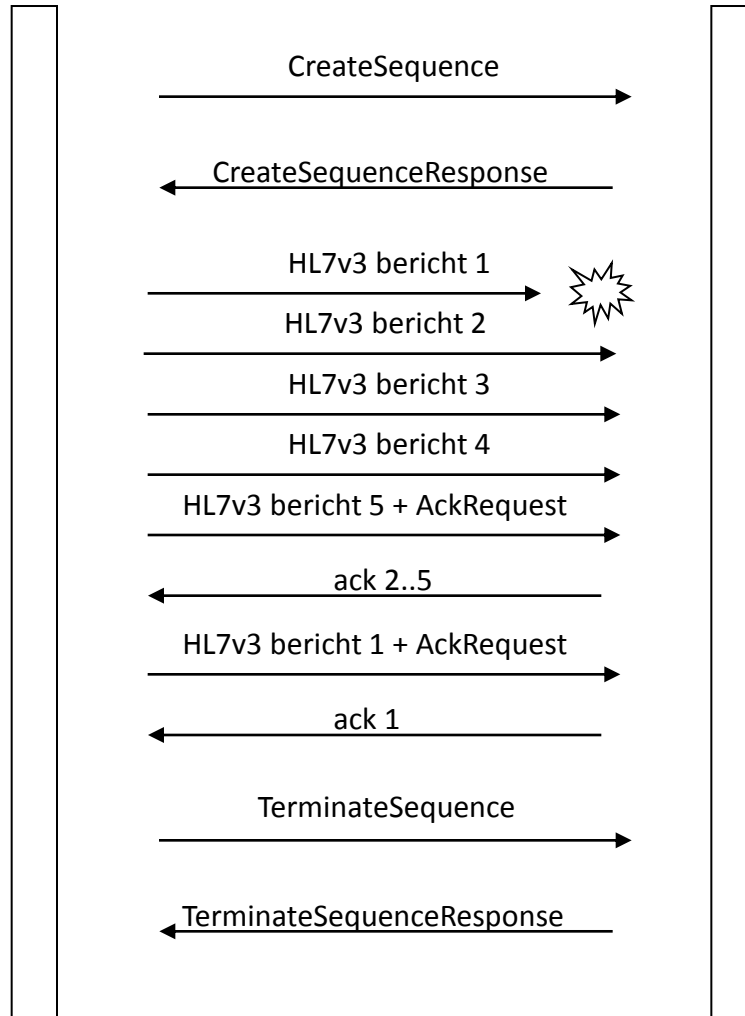 CreateSequence
CreateSequenceResponse
HL7v3 bericht 1
HL7v3 bericht 2
HL7v3 bericht 3
HL7v3 bericht 4
HL7v3 bericht 5 + AckRequest
ack 2..5
HL7v3 bericht 1 + AckRequest
ack 1
TerminateSequence
TerminateSequenceResponse